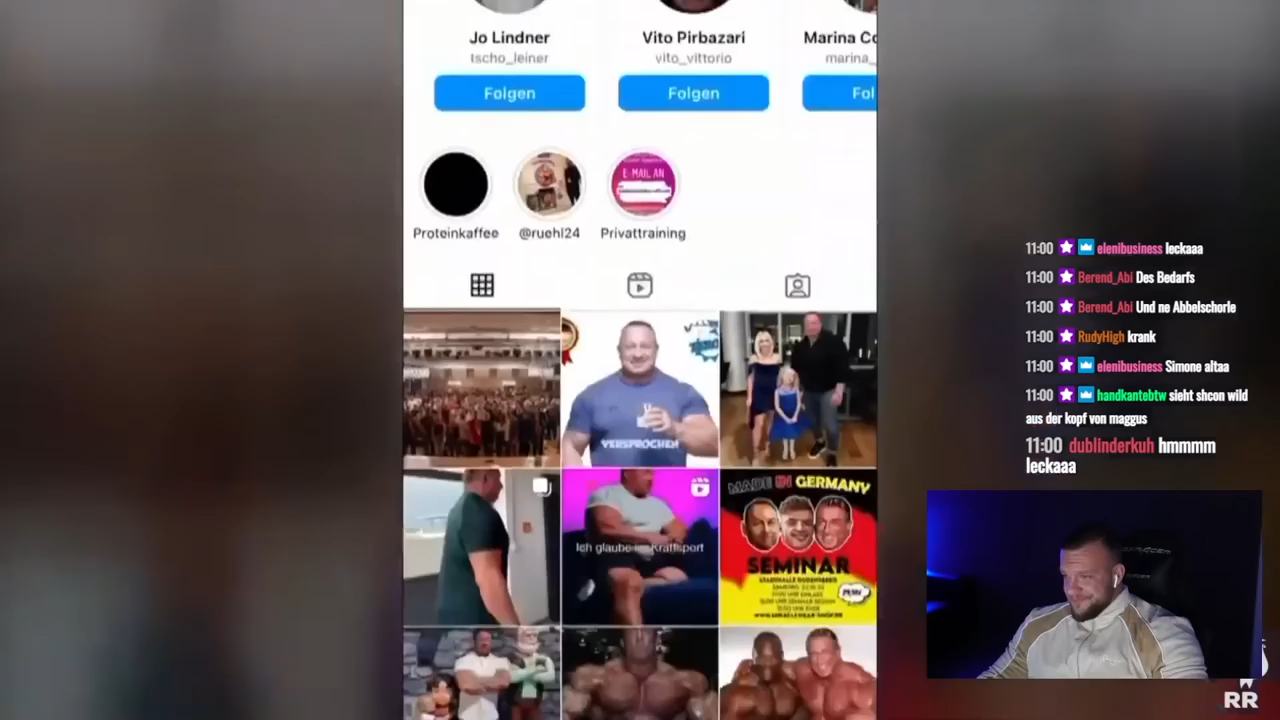 Jo Lindner
tscho_leiner
Folgen
Vito Pirbazari
vito_vittorio
Folgen
Marina Co
marina_
Fol
E MAIL AN
Proteinkaffee
@ruehl24
Privattraining
VERSPROCHEN
Ich glaube im Kraftsport
MADE IN GERMANY
SEMINAR
11:00 elenibusiness leckaaa
11:00 Berend_Abi Des Bedarfs
11:00 Berend_Abi Und ne Abbelschorle
11:00 RudyHigh krank
11:00 elenibusiness Simone altaa
11:00 handkantebtw sieht shcon wild
aus der kopf von maggus
11:00 dublinderkuh hmmmm
leckaaa
RR